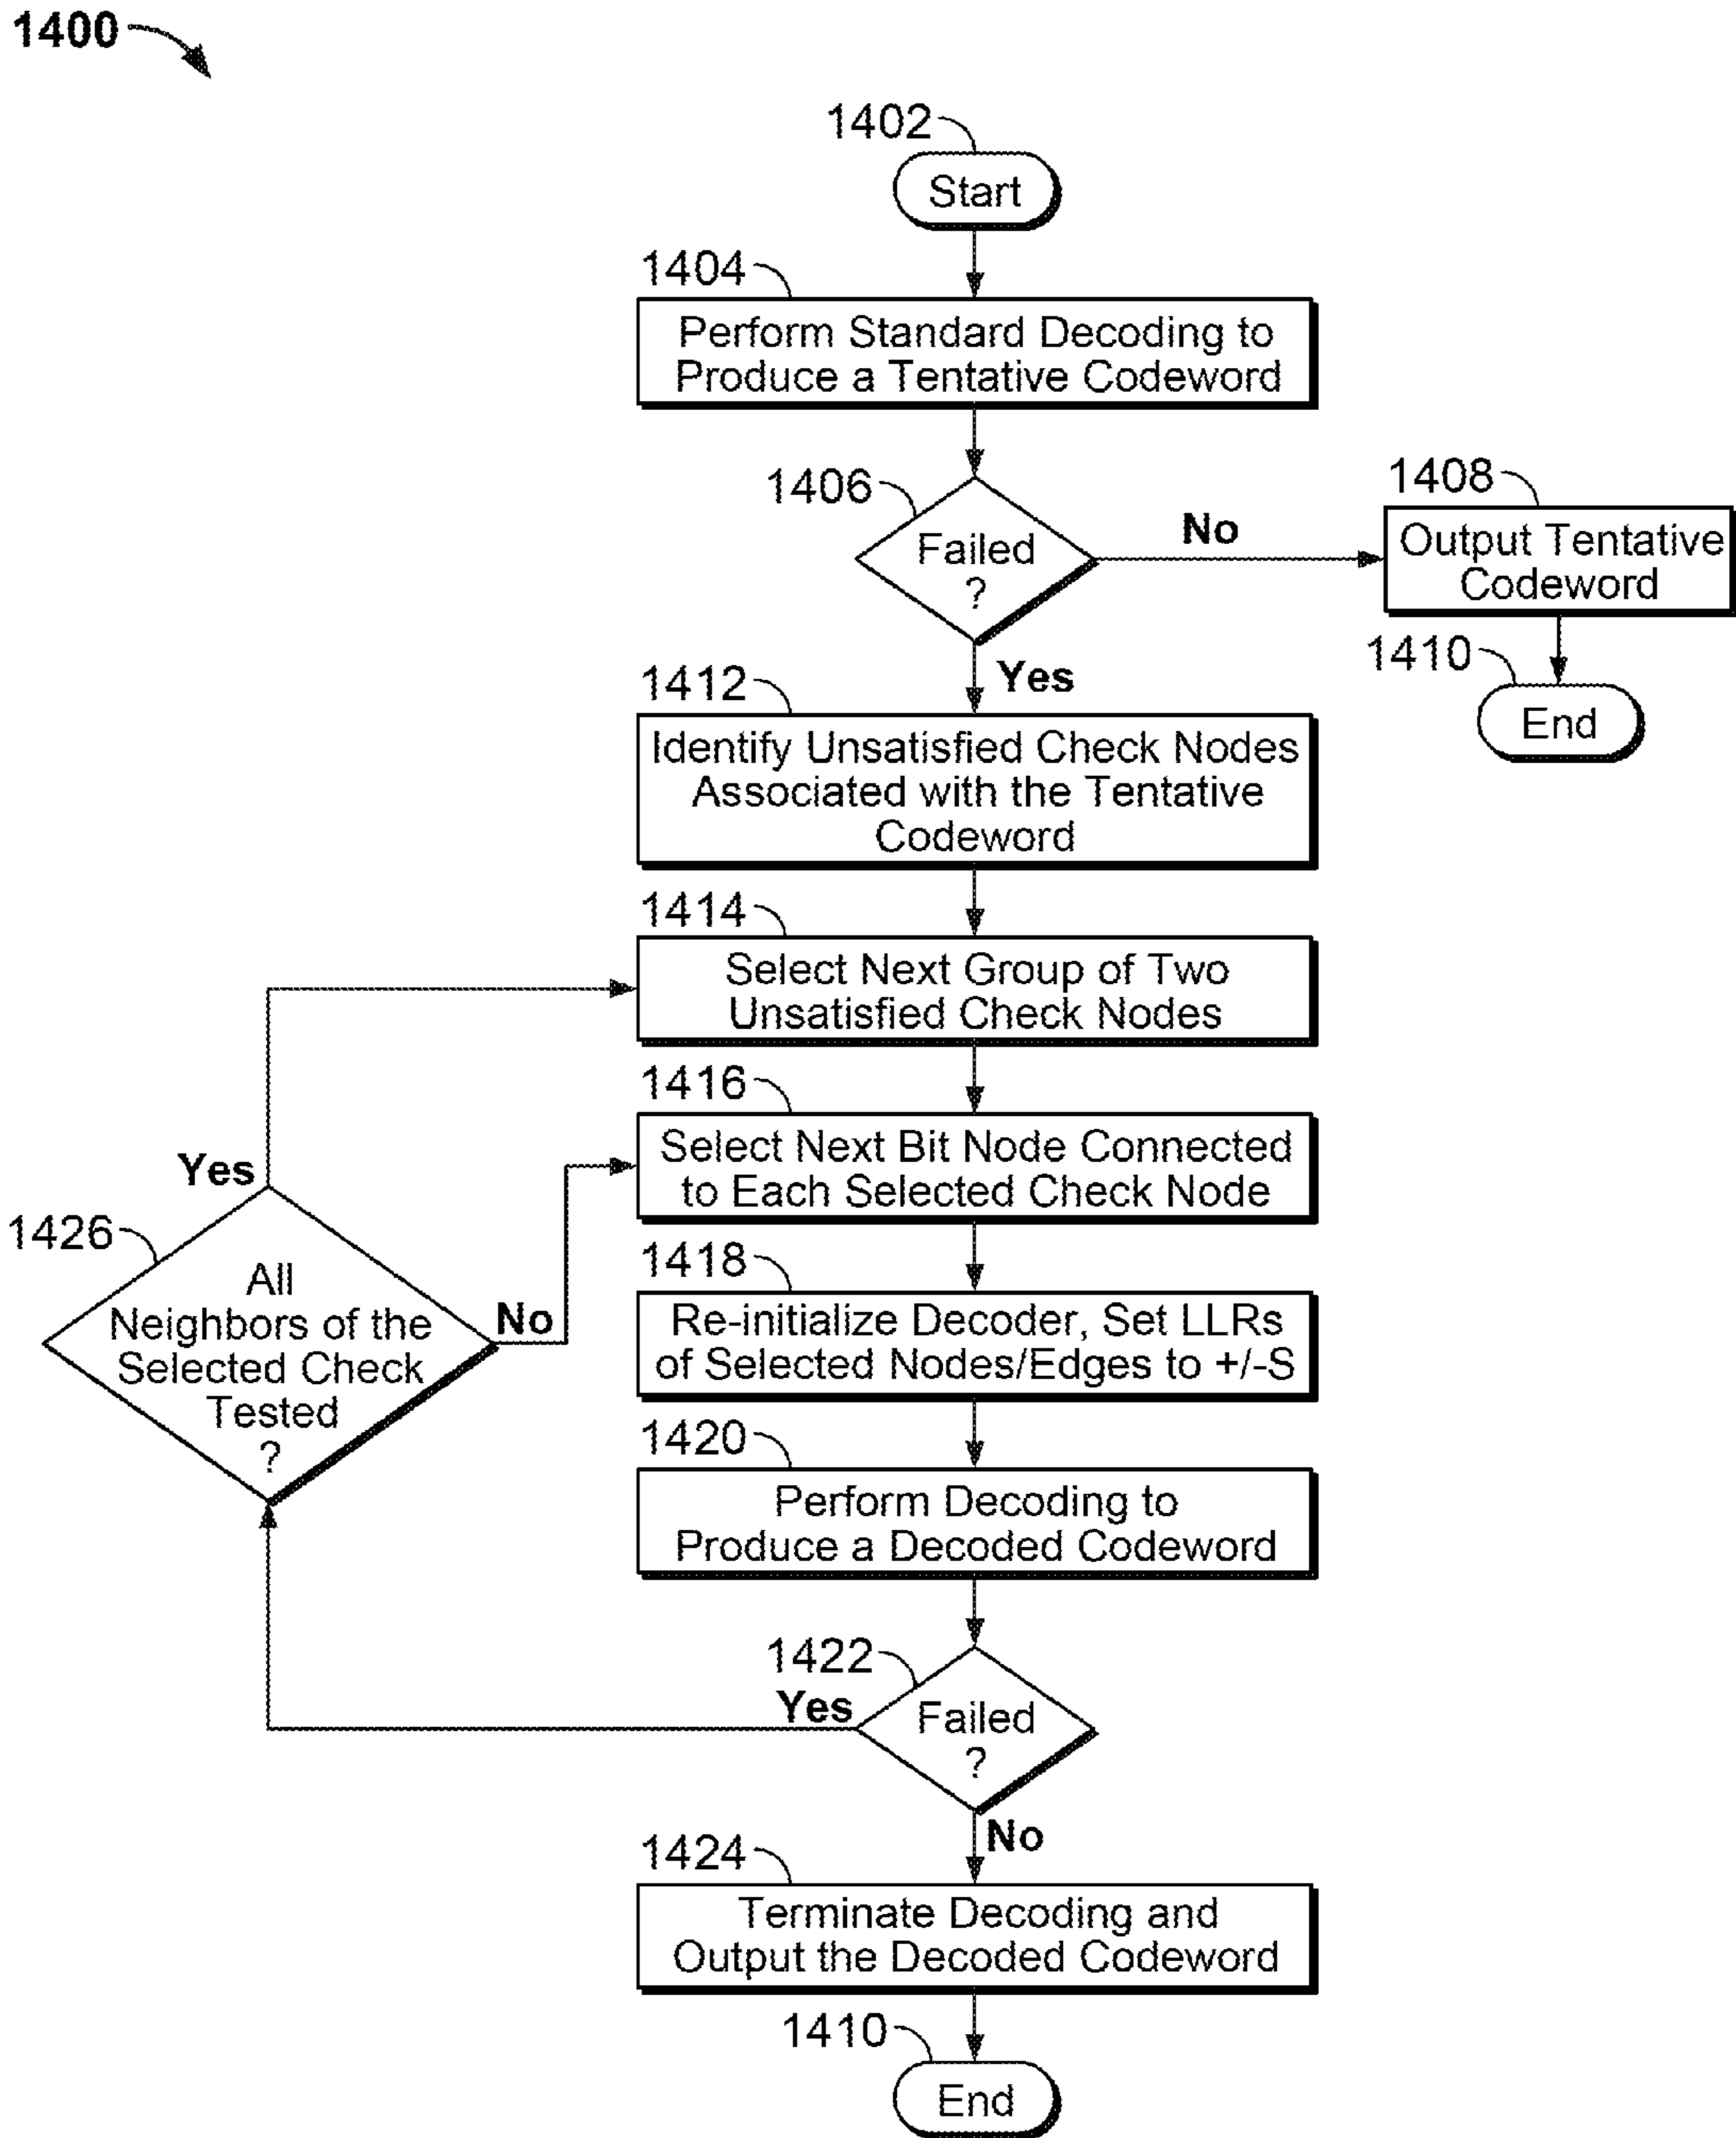 1400
1402
Start
1404
Perform Standard Decoding to
Produce a Tentative Codeword
1406
Failed
?
No
1408
Output Tentative
Codeword
1410
End
Yes
1412
Identify Unsatisfied Check Nodes
Associated with the Tentative
Codeword
1414
Select Next Group of Two
Unsatisfied Check Nodes
1416
Select Next Bit Node Connected
to Each Selected Check Node
1418
Re-initialize Decoder, Set LLRs
of Selected Nodes/Edges to +/-S
1420
Perform Decoding to
Produce a Decoded Codeword
1422
Failed
?
Yes
1426
All
Neighbors of the
Selected Check
Tested
?
Yes
No
No
1424
Terminate Decoding and
Output the Decoded Codeword
1410
End